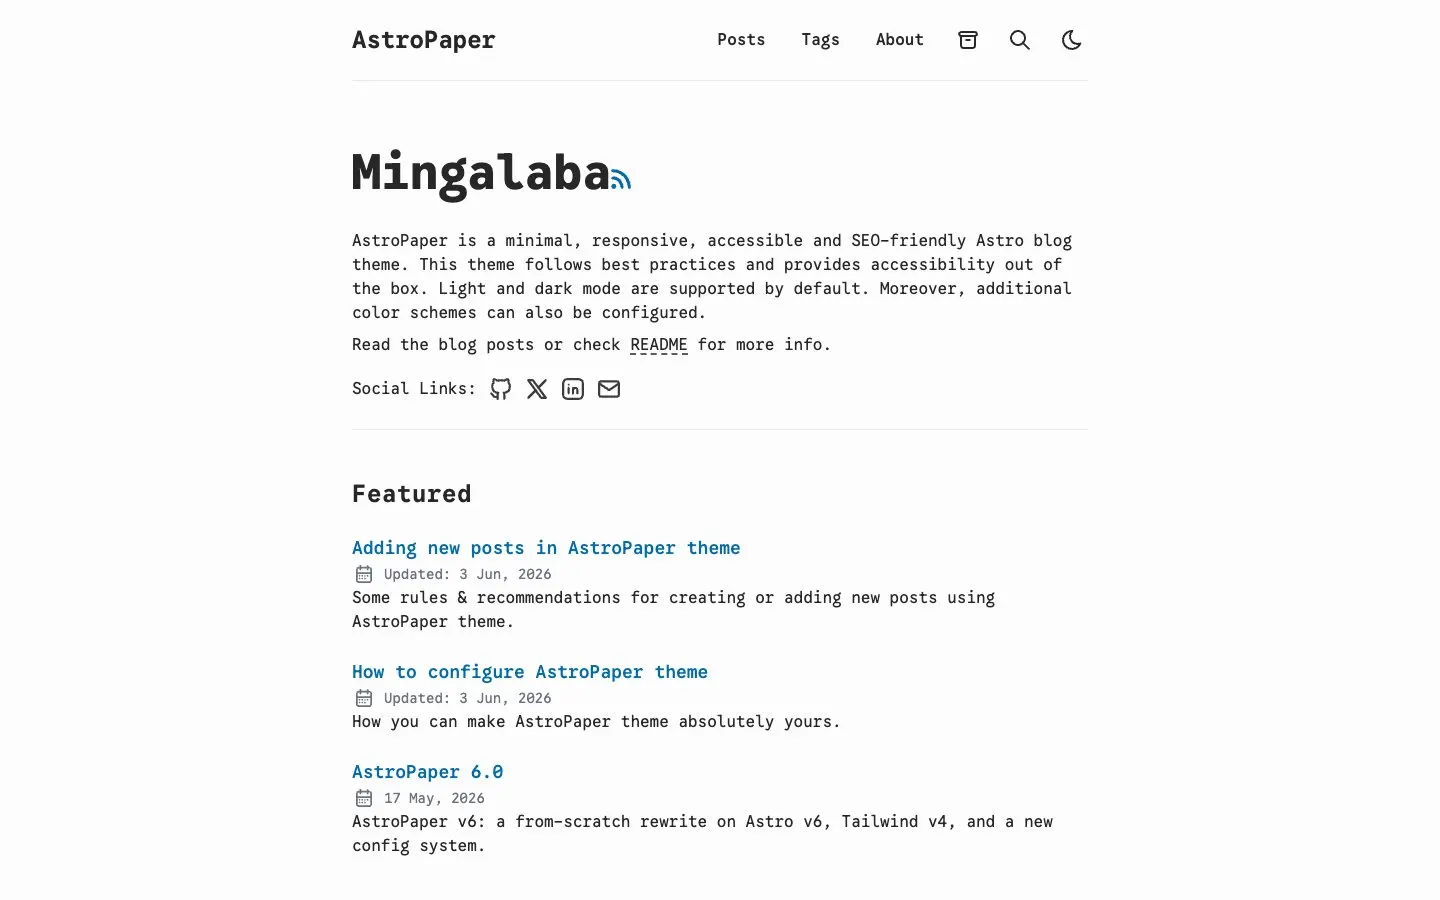 AstroPaper
Posts Tags About
Mingalaba
AstroPaper is a minimal, responsive, accessible and SEO-friendly Astro blog
theme. This theme follows best practices and provides accessibility out of
the box. Light and dark mode are supported by default. Moreover, additional
color schemes can also be configured.
Read the blog posts or check README for more info.
Social Links:
Featured
Adding new posts in AstroPaper theme
Updated: 3 Jun, 2026
Some rules & recommendations for creating or adding new posts using
AstroPaper theme.
How to configure AstroPaper theme
Updated: 3 Jun, 2026
How you can make AstroPaper theme absolutely yours.
AstroPaper 6.0
17 May, 2026
AstroPaper v6: a from-scratch rewrite on Astro v6, Tailwind v4, and a new
config system.